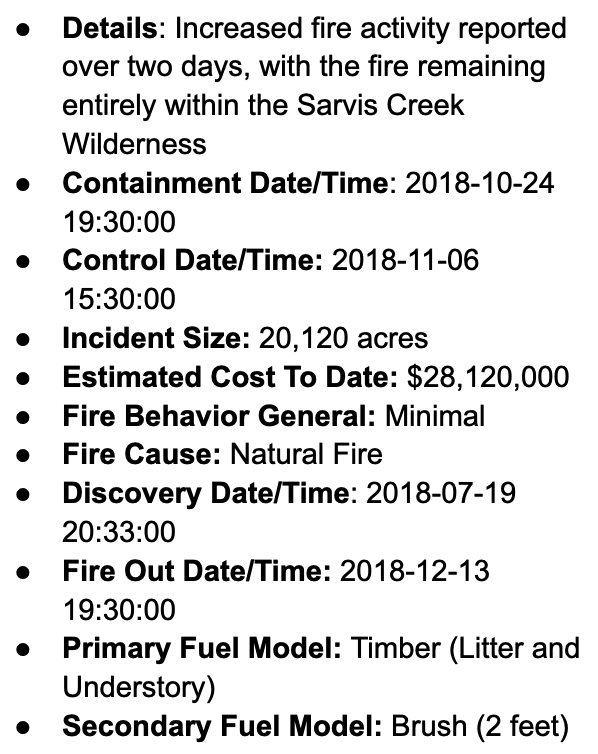 ● Details: Increased fire activity reported
over two days, with the fire remaining
entirely within the Sarvis Creek
Wilderness
● Containment Date/Time: 2018-10-24
19:30:00
● Control Date/Time: 2018-11-06
15:30:00
● Incident Size: 20,120 acres
● Estimated Cost To Date: $28,120,000
● Fire Behavior General: Minimal
● Fire Cause: Natural Fire
● Discovery Date/Time: 2018-07-19
20:33:00
● Fire Out Date/Time: 2018-12-13
19:30:00
● Primary Fuel Model: Timber (Litter and
Understory)
● Secondary Fuel Model: Brush (2 feet)